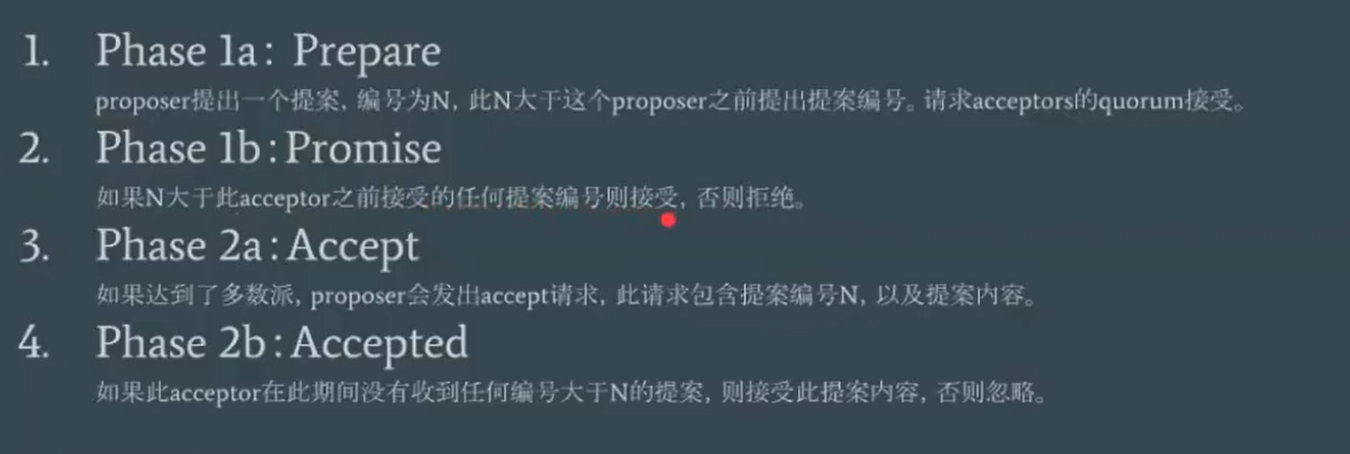 1. Phase 1a: Prepare
proposer提出一个提案, 编号为N, 此N大于这个proposer之前提出提案编号。请求acceptors的quorum接受。
2. Phase 1b:Promise
如果N大于此acceptor之前接受的任何提案编号则接受, 否则拒绝。
3. Phase 2a:Accept
如果达到了多数派, proposer会发出accept请求, 此请求包含提案编号N, 以及提案内容。
4. Phase 2b:Accepted
如果此acceptor在此期间没有收到任何编号大于N的提案, 则接受此提案内容, 否则忽略。